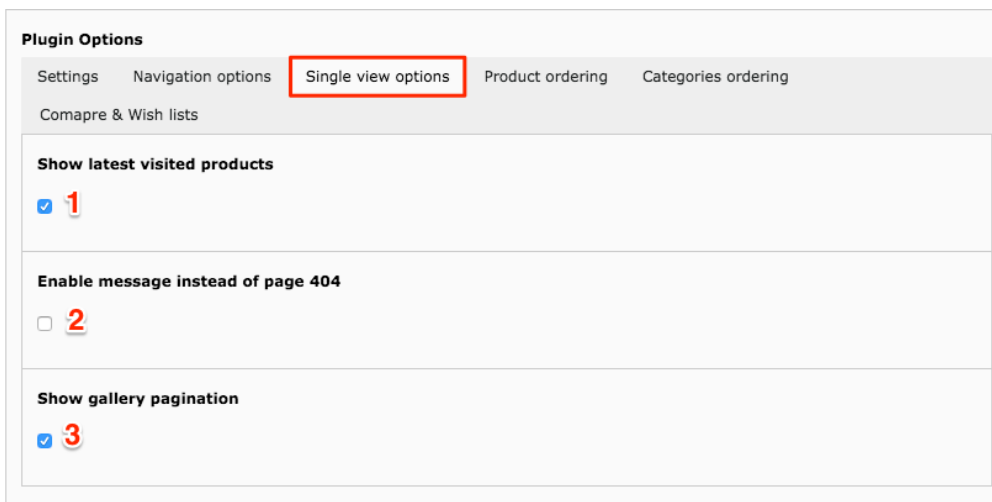 Plugin Options
Settings Navigation options Single view options Product ordering Categories ordering
Comapre & Wish lists
Show latest visited products
1
Enable message instead of page 404
2
Show gallery pagination
3